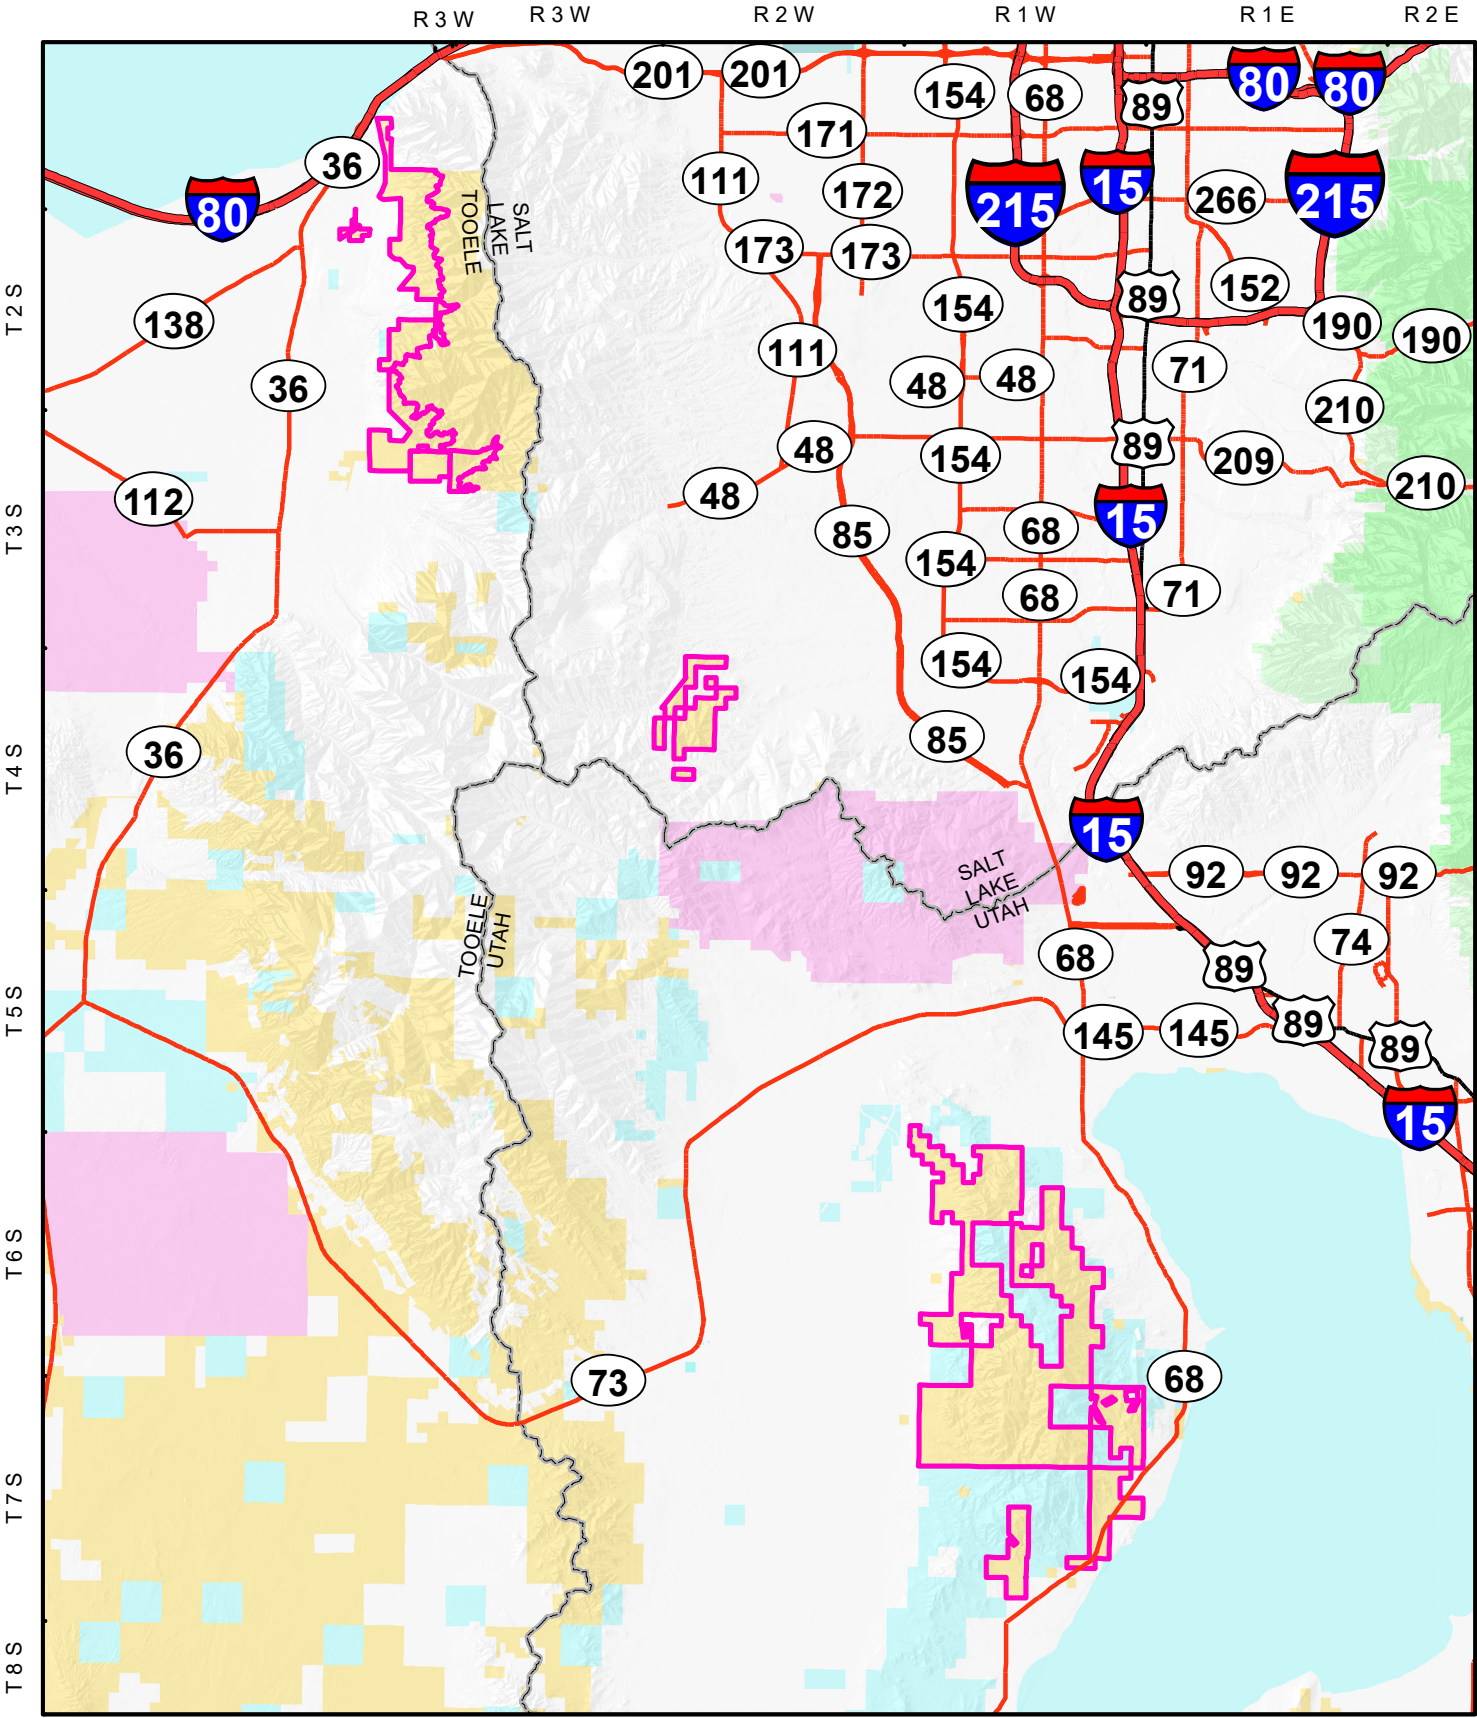 R 3 W R 3 W R 2 W R 1 W R 1 E R 2 E
201 201 154 68 89 80 80
171
36 111 172 215 15 266 215
80
SALT
LAKE
TOOELE
173 173
T 2 S
138 154 89 152 190 190
111
36 48 48 71 210
48 154 89 209 210
112 48 15
T 3 S
85 68
154
68 71
154 154
36 85
T 4 S
15
SALT
LAKE
UTAH
92 92 92
TOOELE
UTAH
68 74
89
T 5 S
145 145 89 89
15
T 6 S
73 68
T 7 S
T 8 S